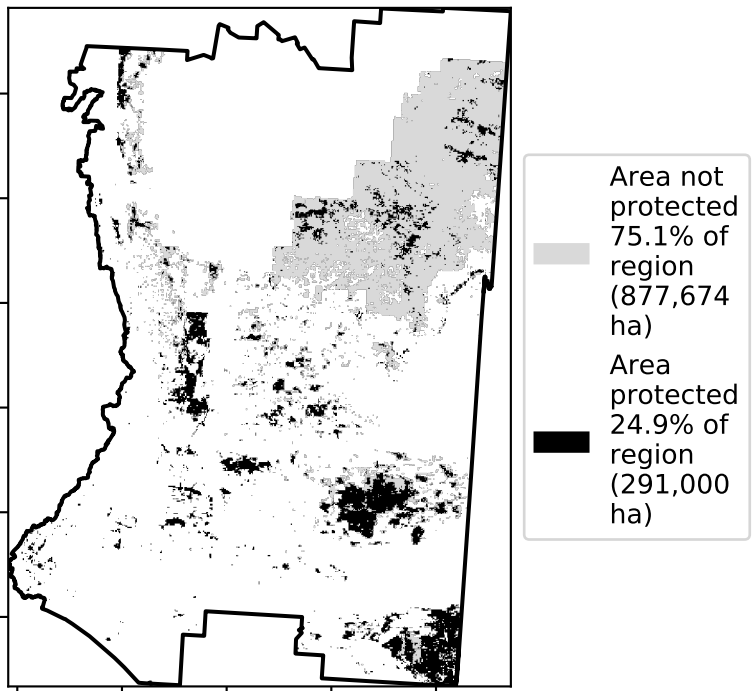 Area not
protected
75.1% of
region
(877,674
ha)
Area
protected
24.9% of
region
(291,000
ha)